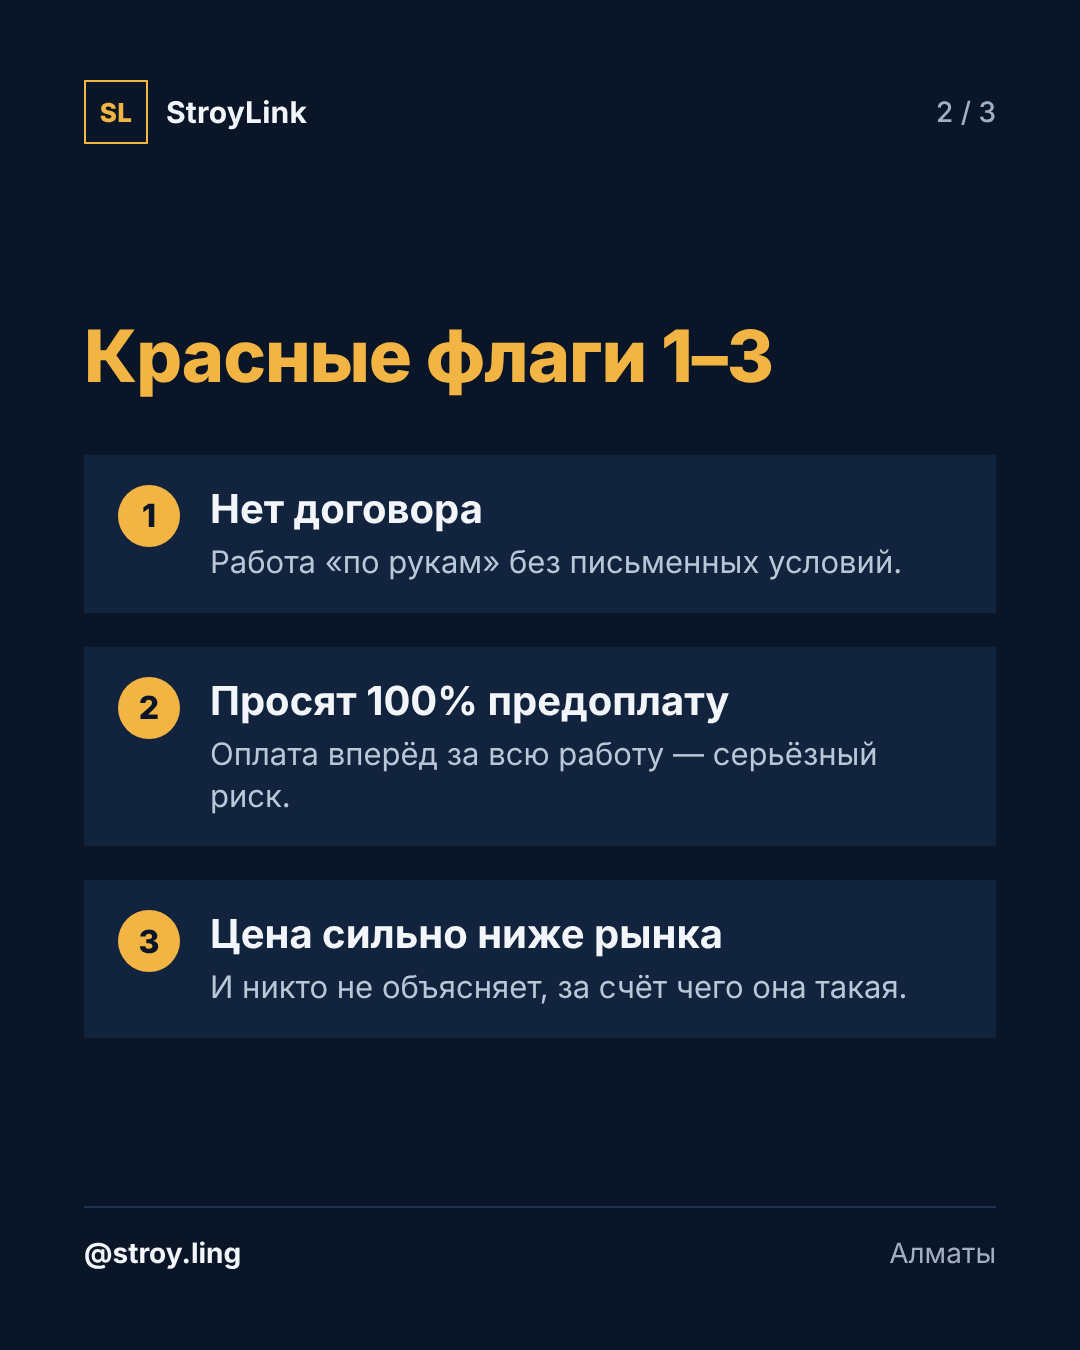 SL StroyLink 2 / 3
Красные флаги 1–3
1 Нет договора
Работа «по рукам» без письменных условий.
2 Просят 100% предоплату
Оплата вперёд за всю работу — серьёзный
риск.
3 Цена сильно ниже рынка
И никто не объясняет, за счёт чего она такая.
@stroy.ling Алматы